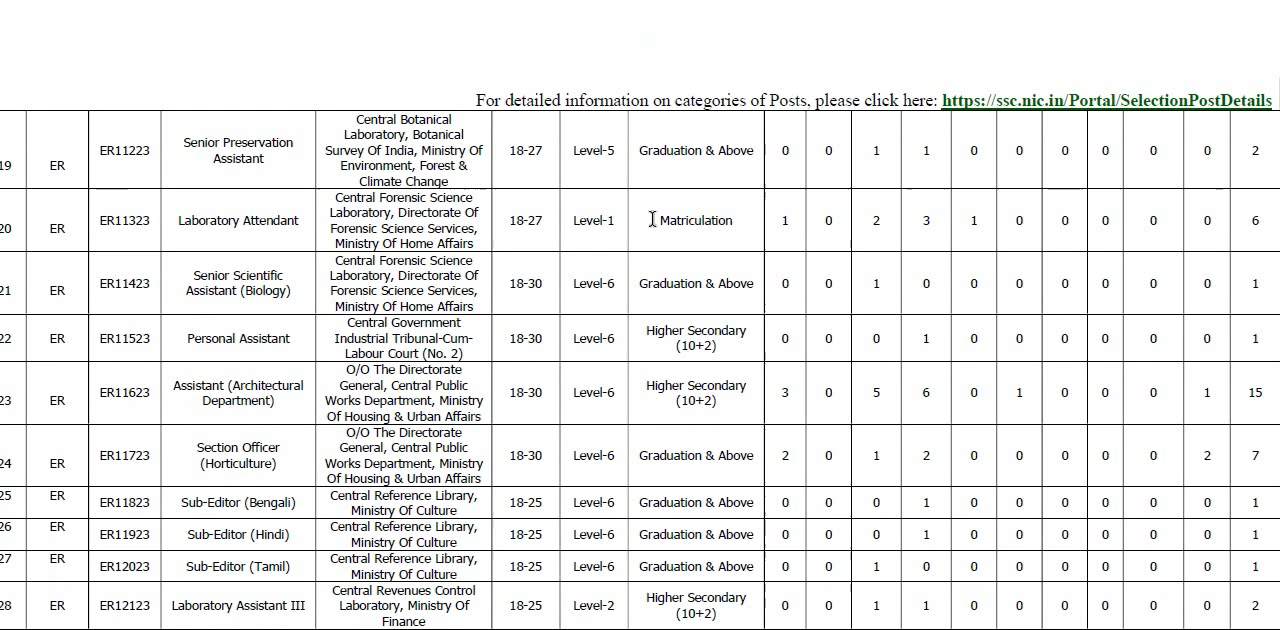 For detailed information on categories of Posts, please click here: https://ssc.nic.in/Portal/SelectionPostDetails
19 ER ER11223 Senior Preservation Assistant Central Botanical Laboratory, Botanical Survey Of India, Ministry Of Environment, Forest & Climate Change 18-27 Level-5 Graduation & Above 0 0 1 1 0 0 0 0 0 0 2
20 ER ER11323 Laboratory Attendant Central Forensic Science Laboratory, Directorate Of Forensic Science Services, Ministry Of Home Affairs 18-27 Level-1 Matriculation 1 0 2 3 1 0 0 0 0 0 6
21 ER ER11423 Senior Scientific Assistant (Biology) Central Forensic Science Laboratory, Directorate Of Forensic Science Services, Ministry Of Home Affairs 18-30 Level-6 Graduation & Above 0 0 1 0 0 0 0 0 0 0 1
22 ER ER11523 Personal Assistant Central Government Industrial Tribunal-Cum-Labour Court (No. 2) 18-30 Level-6 Higher Secondary (10+2) 0 0 0 1 0 0 0 0 0 0 1
23 ER ER11623 Assistant (Architectural Department) O/O The Directorate General, Central Public Works Department, Ministry Of Housing & Urban Affairs 18-30 Level-6 Higher Secondary (10+2) 3 0 5 6 0 1 0 0 0 1 15
24 ER ER11723 Section Officer (Horticulture) O/O The Directorate General, Central Public Works Department, Ministry Of Housing & Urban Affairs 18-30 Level-6 Graduation & Above 2 0 1 2 0 0 0 0 0 2 7
25 ER ER11823 Sub-Editor (Bengali) Central Reference Library, Ministry Of Culture 18-25 Level-6 Graduation & Above 0 0 0 1 0 0 0 0 0 0 1
26 ER ER11923 Sub-Editor (Hindi) Central Reference Library, Ministry Of Culture 18-25 Level-6 Graduation & Above 0 0 0 1 0 0 0 0 0 0 1
27 ER ER12023 Sub-Editor (Tamil) Central Reference Library, Ministry Of Culture 18-25 Level-6 Graduation & Above 0 0 1 0 0 0 0 0 0 0 1
28 ER ER12123 Laboratory Assistant III Central Revenues Control Laboratory, Ministry Of Finance 18-25 Level-2 Higher Secondary (10+2) 0 0 1 1 0 0 0 0 0 0 2